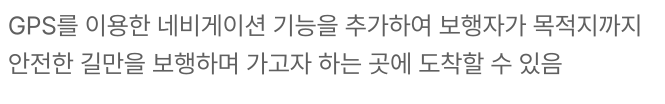 GPS를 이용한 네비게이션 기능을 추가하여 보행자가 목적지까지
안전한 길만을 보행하며 가고자 하는 곳에 도착할 수 있음